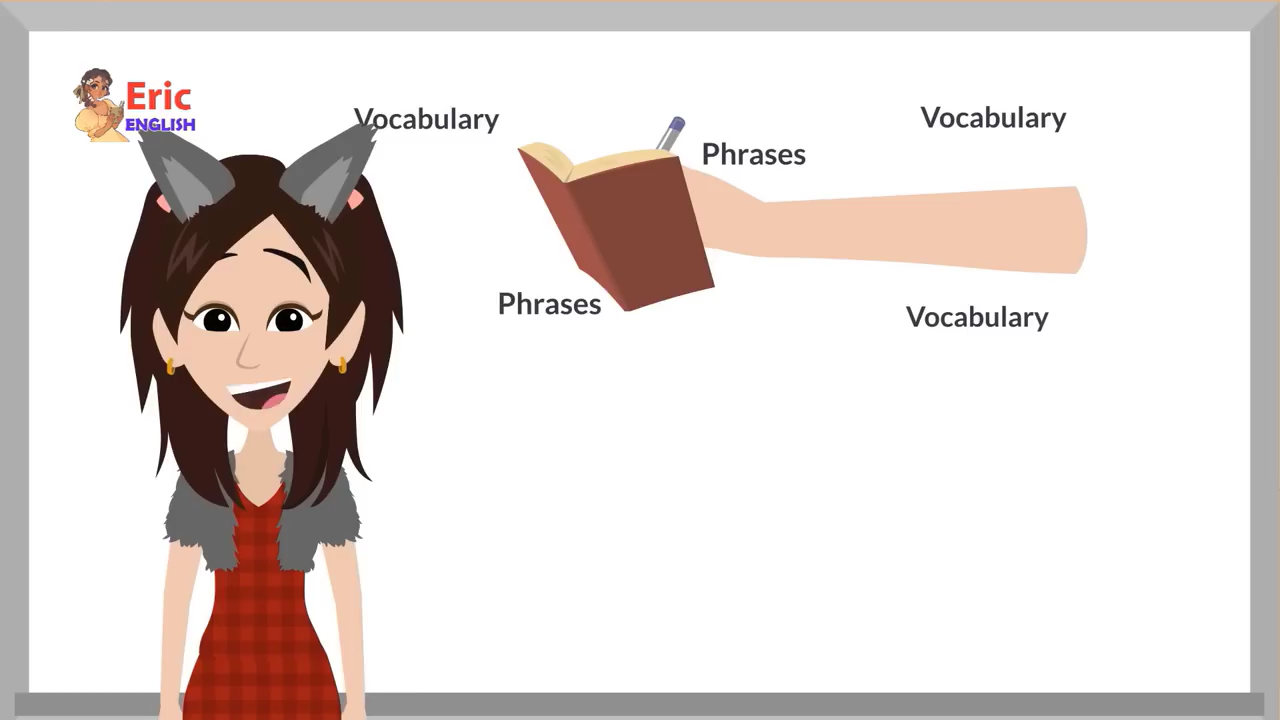 Eric
ENGLISH
Vocabulary
Vocabulary
Phrases
Phrases
Vocabulary